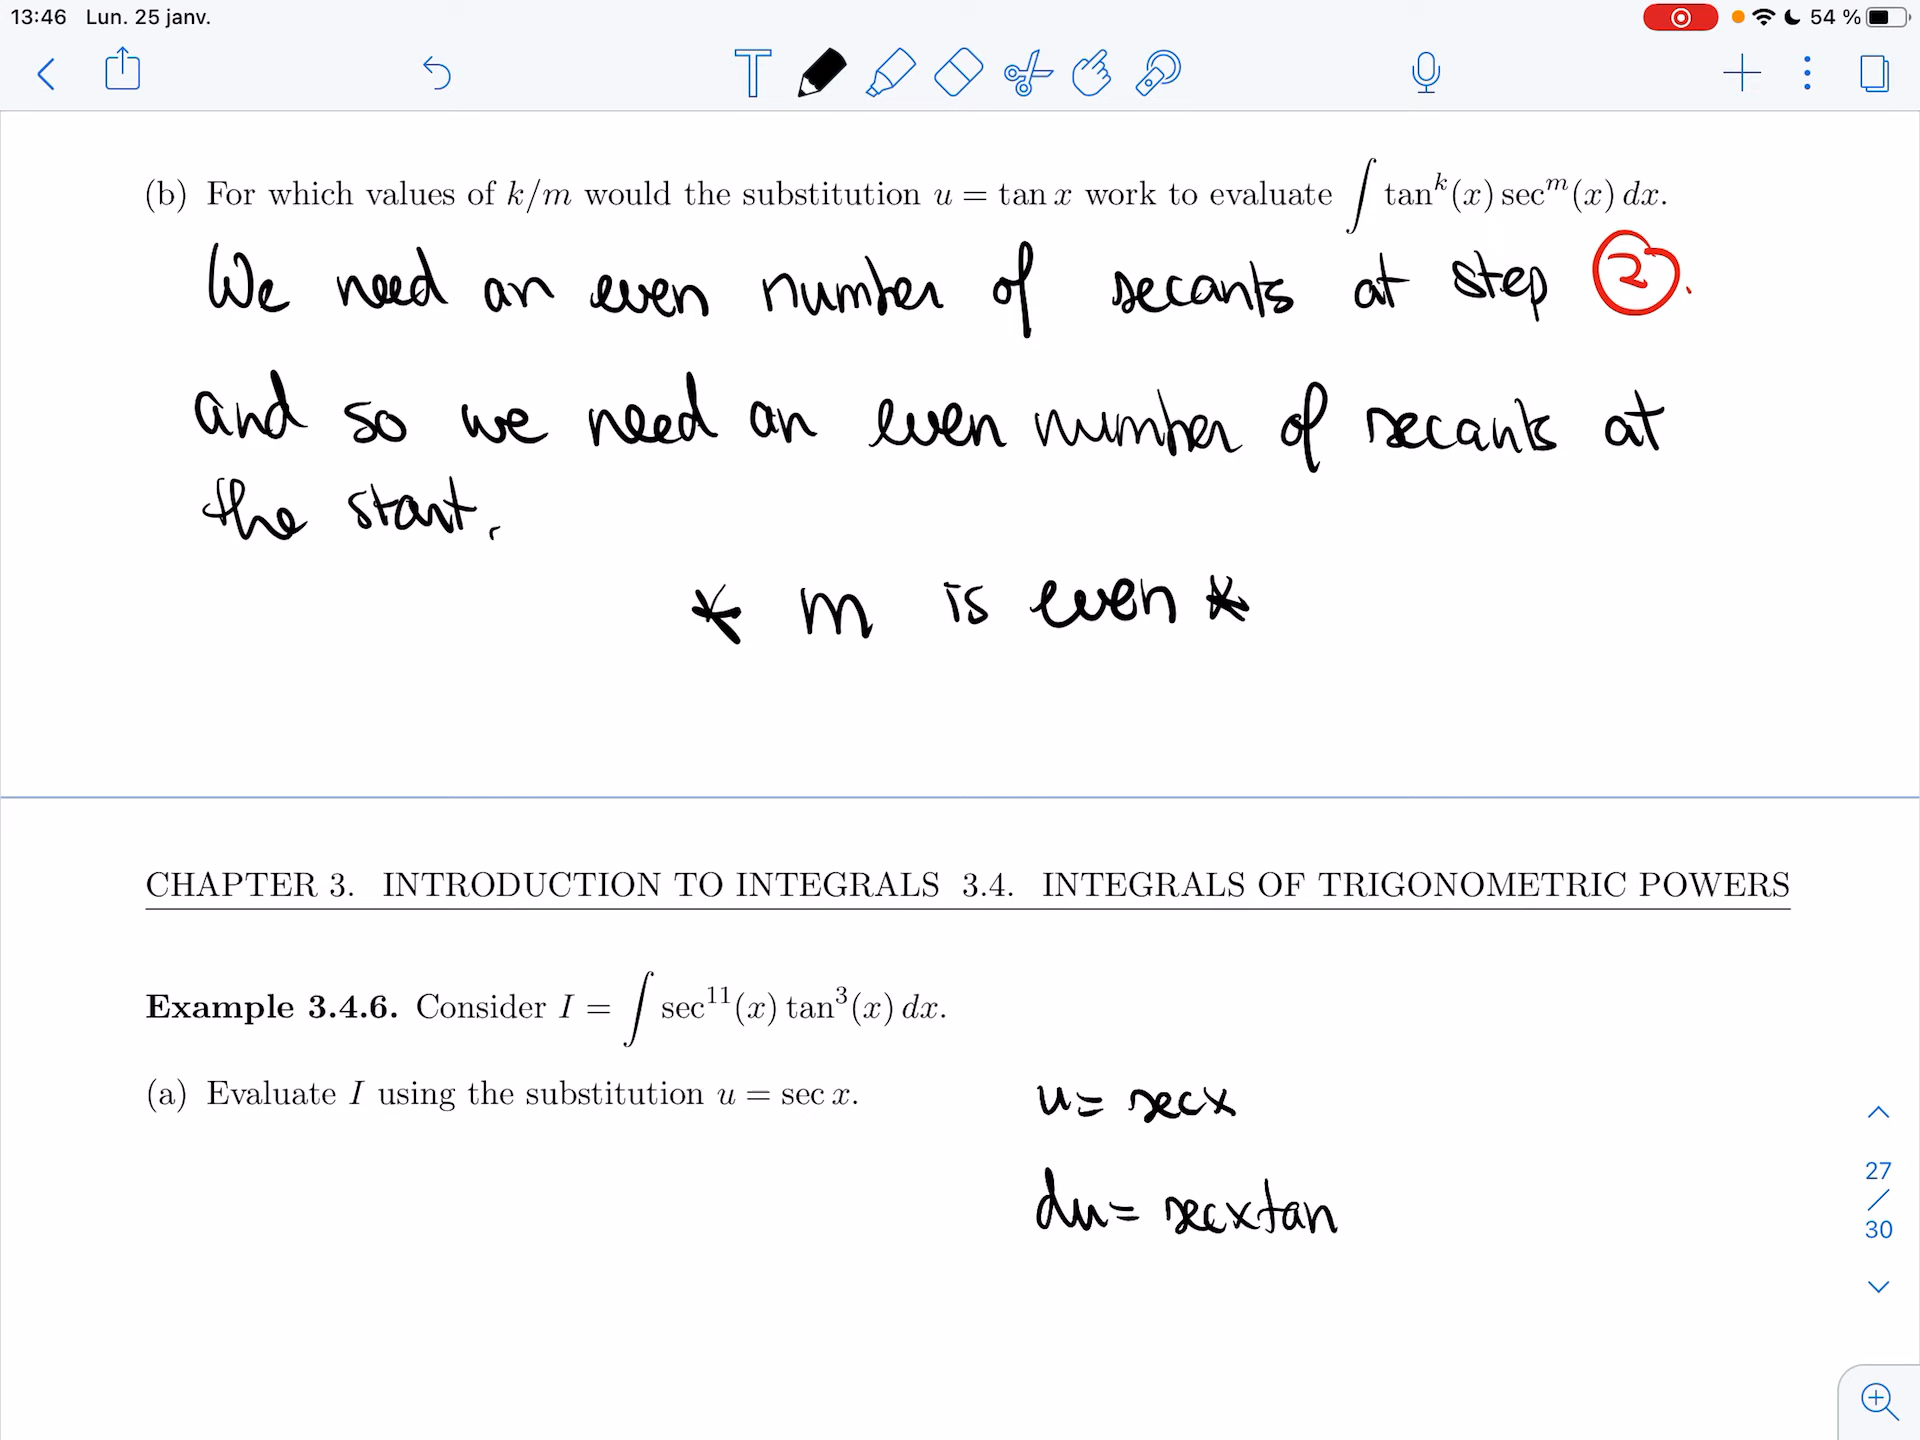 13:46 Lun. 25 janv. 54 %
T
(b) For which values of k/m would the substitution u = tan x work to evaluate ∫ tan^k(x) sec^m(x) dx.
We need an even number of secants at step ②.
and so we need an even number of secants at
the start.
* m is even *
CHAPTER 3. INTRODUCTION TO INTEGRALS 3.4. INTEGRALS OF TRIGONOMETRIC POWERS
Example 3.4.6. Consider I = ∫ sec^11(x) tan^3(x) dx.
(a) Evaluate I using the substitution u = sec x.
u= secx
du= secxtan
27
/
30